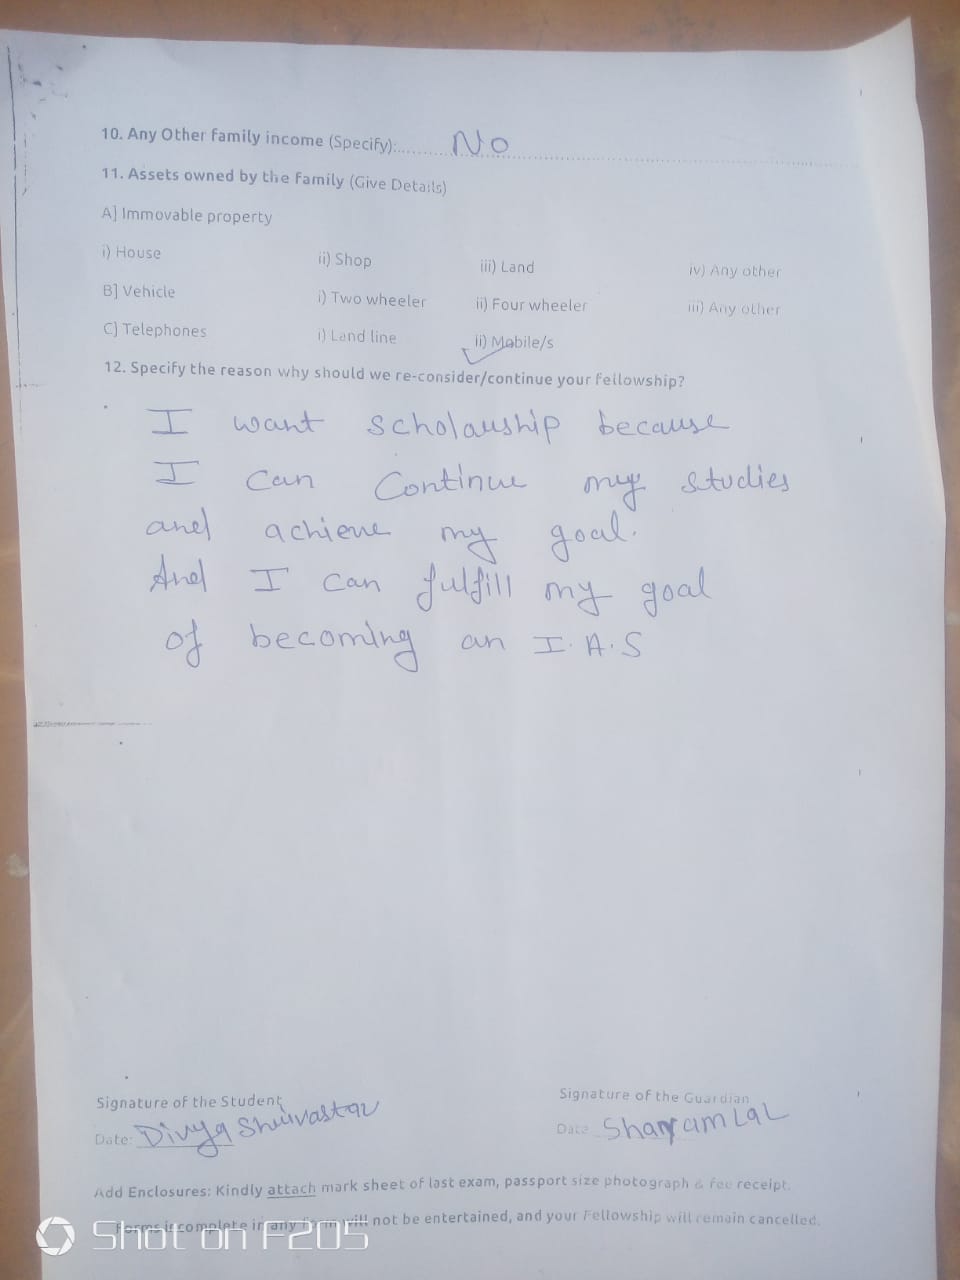 10. Any Other family income (Specify):.......... No
11. Assets owned by the Family (Give Details)
A] Immovable property
i) House ii) Shop iii) Land iv) Any other
B] Vehicle i) Two wheeler ii) Four wheeler iii) Any other
C] Telephones i) Land line ii) Mobile/s
12. Specify the reason why should we re-consider/continue your fellowship?
I want scholarship because
I can Continue my studies
and achieve my goal.
And I can fulfill my goal
of becoming an I.A.S
Signature of the Student Signature of the Guardian
Date: Divya Shrivastav Date Shayam Lal
Add Enclosures: Kindly attach mark sheet of last exam, passport size photograph & fee receipt.
Forms incomplete in any form will not be entertained, and your Fellowship will remain cancelled.
Shot on F205